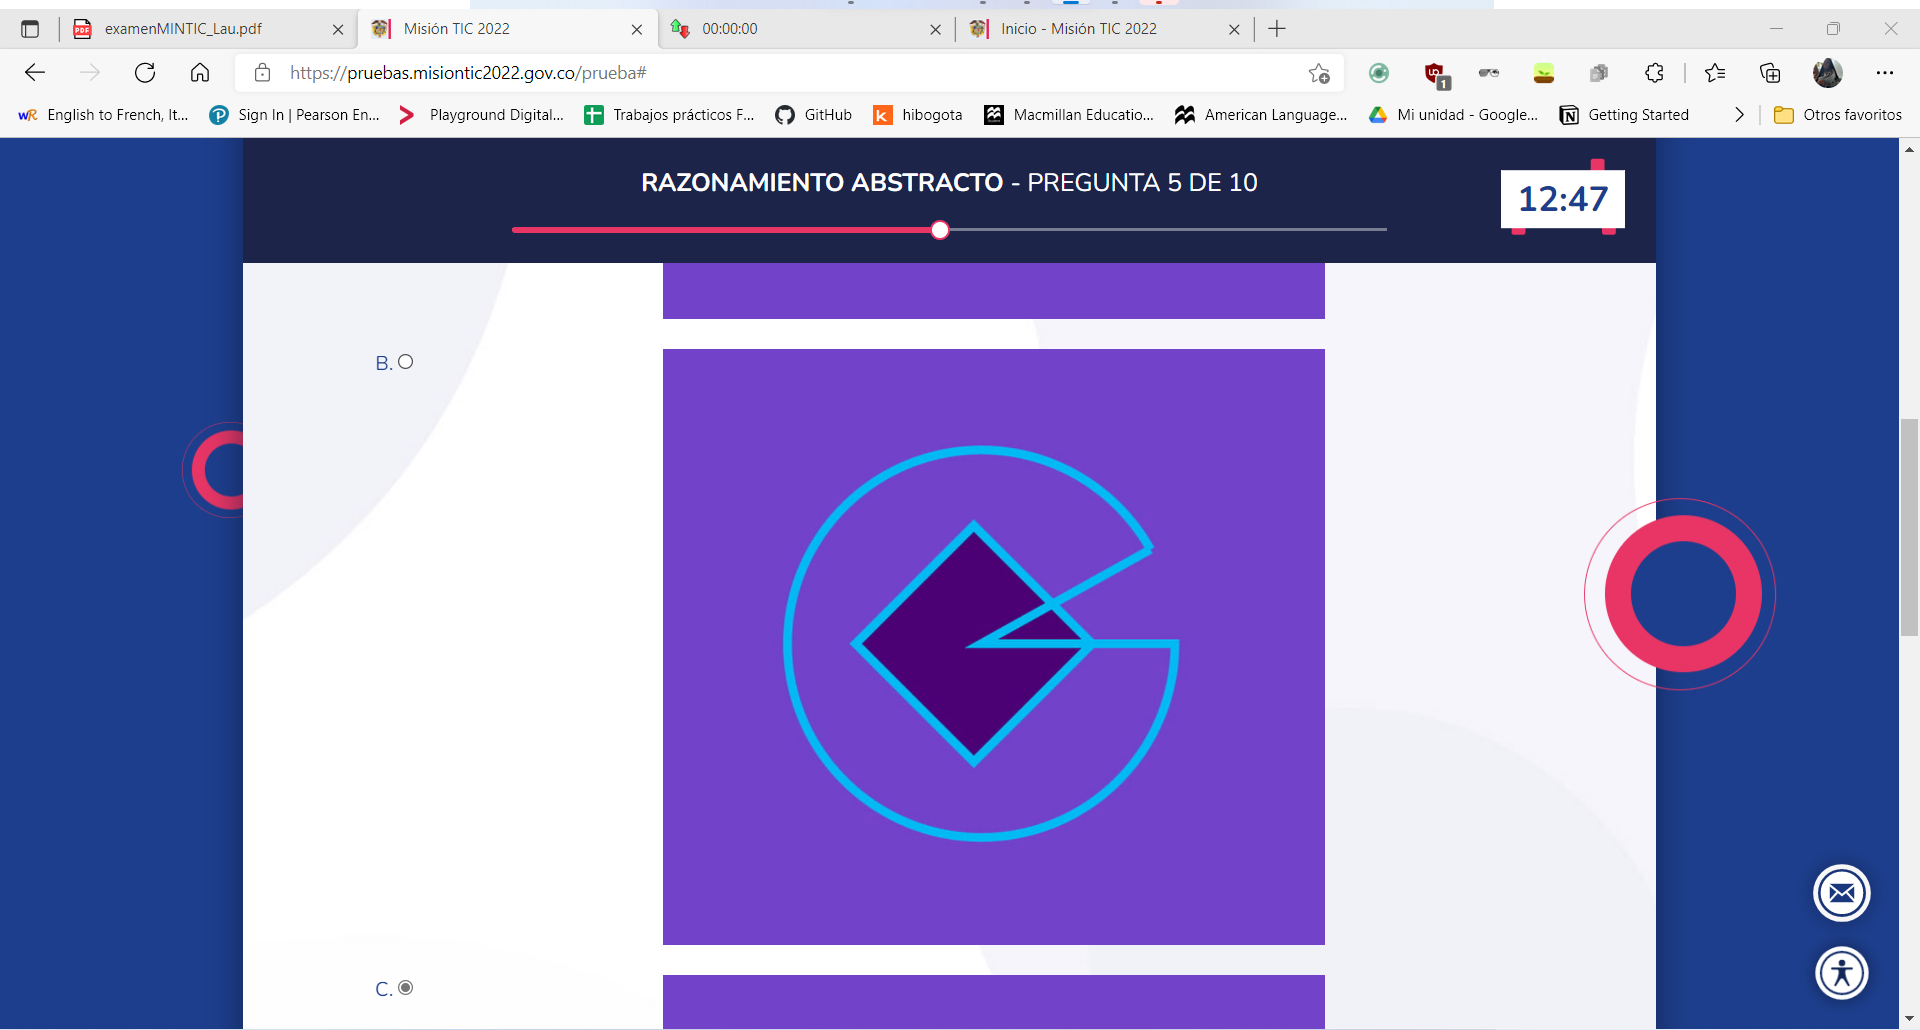 examenMINTIC_Lau.pdf
Misión TIC 2022
00:00:00
Inicio - Misión TIC 2022
https://pruebas.misiontic2022.gov.co/prueba#
1
English to French, It...
Sign In | Pearson En...
Playground Digital...
Trabajos prácticos F...
GitHub
hibogota
Macmillan Educatio...
American Language...
Mi unidad - Google...
Getting Started
Otros favoritos
RAZONAMIENTO ABSTRACTO - PREGUNTA 5 DE 10
12:47
B.
C.